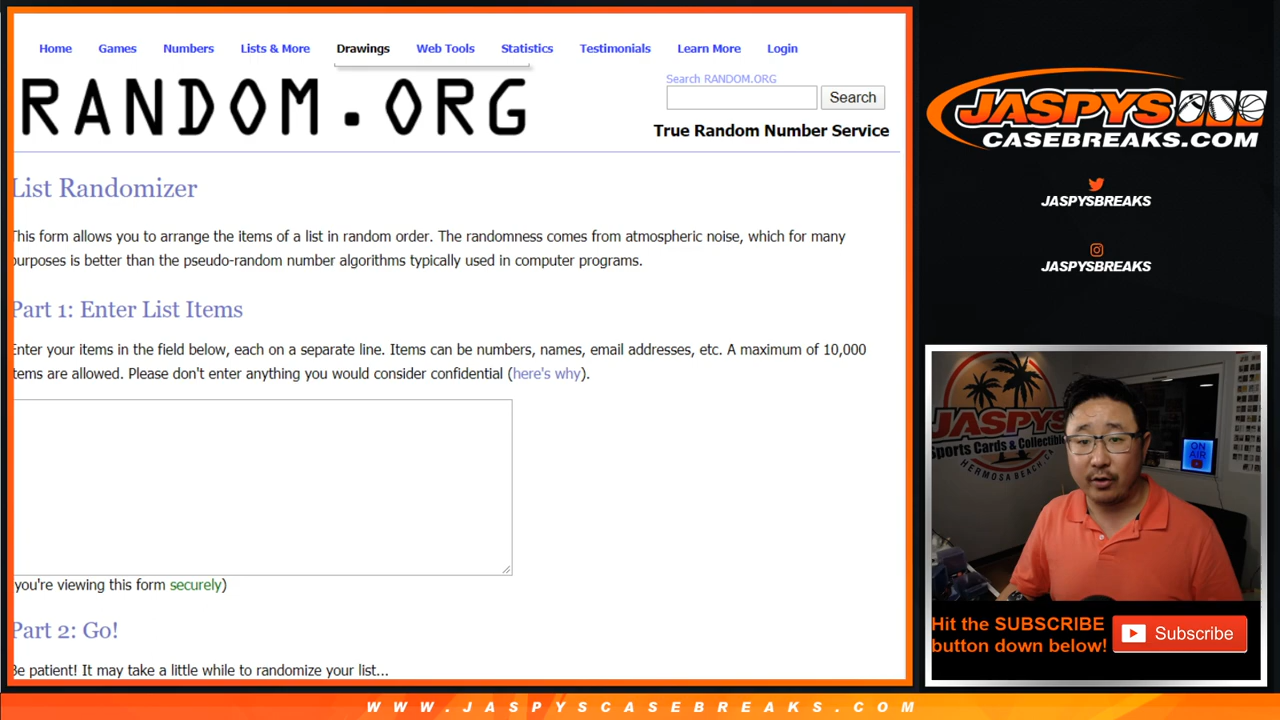 Home Games Numbers Lists & More Drawings Web Tools Statistics Testimonials Learn More Login
RANDOM.ORG
Search RANDOM.ORG
Search
True Random Number Service
List Randomizer
This form allows you to arrange the items of a list in random order. The randomness comes from atmospheric noise, which for many
purposes is better than the pseudo-random number algorithms typically used in computer programs.
Part 1: Enter List Items
Enter your items in the field below, each on a separate line. Items can be numbers, names, email addresses, etc. A maximum of 10,000
items are allowed. Please don't enter anything you would consider confidential (here's why).
you're viewing this form securely)
Part 2: Go!
Be patient! It may take a little while to randomize your list...
JASPYS
CASEBREAKS.COM
JASPYSBREAKS
JASPYSBREAKS
JASPYS
Sports Cards & Collectible
HERMOSA BEACH, CA
ON
AIR
Hit the SUBSCRIBE
button down below!
Subscribe
WWW.JASPYSCASEBREAKS.COM